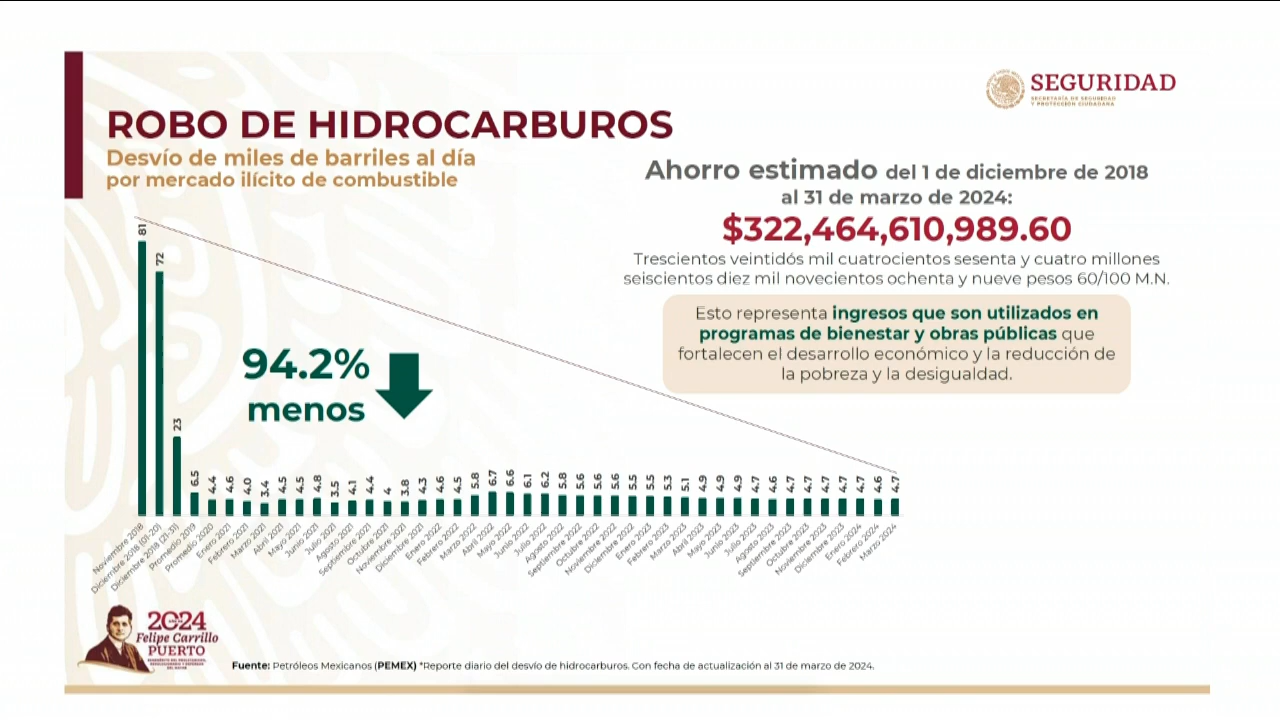 SEGURIDAD
SECRETARÍA DE SEGURIDAD
Y PROTECCIÓN CIUDADANA
ROBO DE HIDROCARBUROS
Desvío de miles de barriles al día
por mercado ilícito de combustible
Ahorro estimado del 1 de diciembre de 2018
al 31 de marzo de 2024:
$322,464,610,989.60
Trescientos veintidós mil cuatrocientos sesenta y cuatro millones
seiscientos diez mil novecientos ochenta y nueve pesos 60/100 M.N.
Esto representa ingresos que son utilizados en
programas de bienestar y obras públicas que
fortalecen el desarrollo económico y la reducción de
la pobreza y la desigualdad.
94.2%
menos
81
72
23
6.5
4.4
4.6
4.0
3.4
4.5
4.5
4.8
3.5
4.1
4.4
4
3.8
4.3
4.6
4.5
5.8
6.7
6.6
6.1
6.2
5.8
5.6
5.6
5.6
5.5
5.5
5.3
5.1
4.9
4.9
4.9
4.7
4.6
4.7
4.7
4.7
4.7
4.7
4.6
4.7
Noviembre 2018
Diciembre 2018 (01-20)
Diciembre 2018 (21-31)
Promedio 2019
Promedio 2020
Enero 2021
Febrero 2021
Marzo 2021
Abril 2021
Mayo 2021
Junio 2021
Julio 2021
Agosto 2021
Septiembre 2021
Octubre 2021
Noviembre 2021
Diciembre 2021
Enero 2022
Febrero 2022
Marzo 2022
Abril 2022
Mayo 2022
Junio 2022
Julio 2022
Agosto 2022
Septiembre 2022
Octubre 2022
Noviembre 2022
Diciembre 2022
Enero 2023
Febrero 2023
Marzo 2023
Abril 2023
Mayo 2023
Junio 2023
Julio 2023
Agosto 2023
Septiembre 2023
Octubre 2023
Noviembre 2023
Diciembre 2023
Enero 2024
Febrero 2024
Marzo 2024
2024
Felipe Carrillo
PUERTO
Fuente: Petróleos Mexicanos (PEMEX) *Reporte diario del desvío de hidrocarburos. Con fecha de actualización al 31 de marzo de 2024.